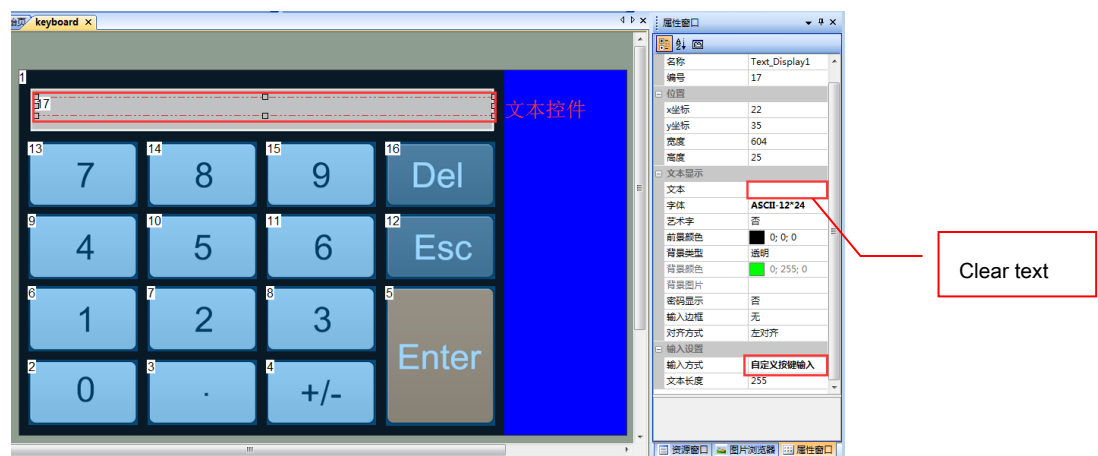 keyboard ×
1
17
文本控件
13
7
14
8
15
9
16
Del
9
4
10
5
11
6
12
Esc
6
1
7
2
8
3
5
Enter
2
0
3
.
4
+/-
属性窗口
名称 Text_Display1
编号 17
位置
x坐标 22
y坐标 35
宽度 604
高度 25
文本显示
文本
字体 ASCII-12*24
艺术字 否
前景颜色 0; 0; 0
背景类型 透明
背景颜色 0; 255; 0
背景图片
密码显示 否
输入边框 无
对齐方式 左对齐
输入设置
输入方式 自定义按键输入
文本长度 255
资源窗口 图片浏览器 属性窗口
Clear text